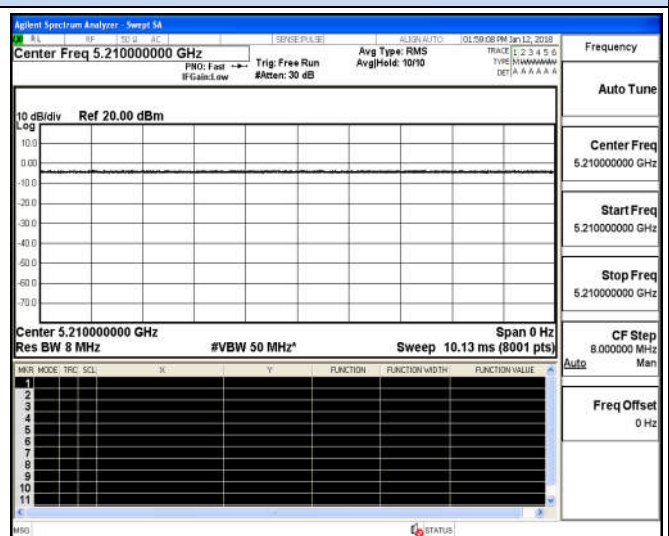 Agilent Spectrum Analyzer - Swept SA
RL RF 50 Ω AC SENSE:PULSE ALIGN AUTO 01:59:08 PM Jan 12, 2018
Center Freq 5.210000000 GHz
PNO: Fast
IFGain:Low
Trig: Free Run
#Atten: 30 dB
Avg Type: RMS
Avg|Hold: 10/10
TRACE 1 2 3 4 5 6
TYPE MWWWWW
DET A A A A A A
10 dB/div Ref 20.00 dBm
Log
10.0
0.00
-10.0
-20.0
-30.0
-40.0
-50.0
-60.0
-70.0
Center 5.210000000 GHz Span 0 Hz
Res BW 8 MHz #VBW 50 MHz* Sweep 10.13 ms (8001 pts)
MKR MODE TRC SCL X Y FUNCTION FUNCTION WIDTH FUNCTION VALUE
1
2
3
4
5
6
7
8
9
10
11
MSG STATUS
Frequency
Auto Tune
Center Freq
5.210000000 GHz
Start Freq
5.210000000 GHz
Stop Freq
5.210000000 GHz
CF Step
8.000000 MHz
Auto Man
Freq Offset
0 Hz